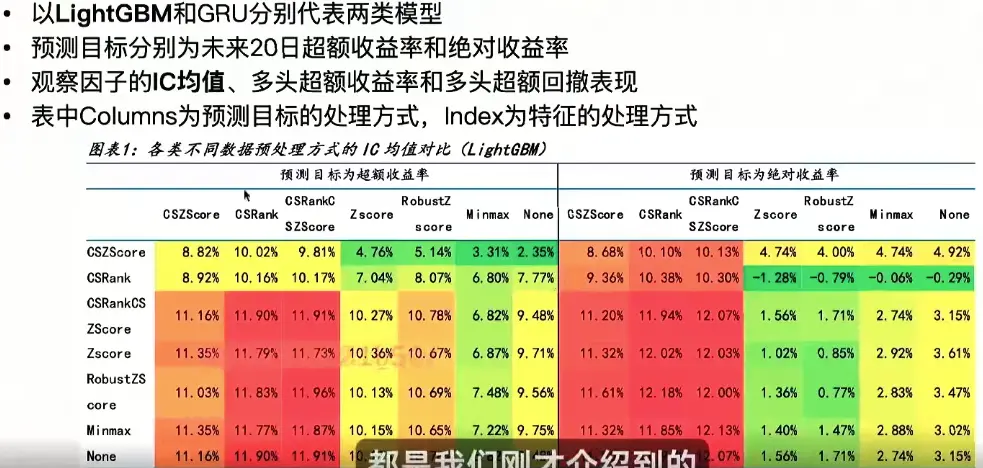 以LightGBM和GRU分别代表两类模型
预测目标分别为未来20日超额收益率和绝对收益率
观察因子的IC均值、多头超额收益率和多头超额回撤表现
表中Columns为预测目标的处理方式，Index为特征的处理方式
图表1：各类不同数据预处理方式的 IC 均值对比（LightGBM）
预测目标为超额收益率 预测目标为绝对收益率
CSZScore CSRank CSRankCSZScore Zscore RobustZscore Minmax None CSZScore CSRank CSRankCSZScore Zscore RobustZscore Minmax None
CSZScore 8.82% 10.02% 9.81% 4.76% 5.14% 3.31% 2.35% 8.68% 10.10% 10.13% 4.74% 4.00% 4.74% 4.92%
CSRank 8.92% 10.16% 10.17% 7.04% 8.07% 6.80% 7.77% 9.36% 10.38% 10.30% -1.28% -0.79% -0.06% -0.29%
CSRankCSZScore 11.16% 11.90% 11.91% 10.27% 10.78% 6.82% 9.48% 11.20% 11.94% 12.07% 1.56% 1.71% 2.74% 3.15%
Zscore 11.35% 11.79% 11.73% 10.36% 10.67% 6.87% 9.71% 11.32% 12.02% 12.03% 1.02% 0.85% 2.92% 3.61%
RobustZScore 11.03% 11.83% 11.96% 10.13% 10.69% 7.48% 9.56% 11.61% 12.18% 12.00% 1.36% 0.77% 2.83% 3.47%
Minmax 11.35% 11.77% 11.87% 10.15% 10.65% 7.22% 9.75% 11.32% 11.85% 12.13% 1.40% 1.47% 2.88% 3.02%
None 11.16% 11.90% 11.91% 11.94% 12.07% 1.56% 1.71% 2.74% 3.15%
都是我们刚才介绍到的